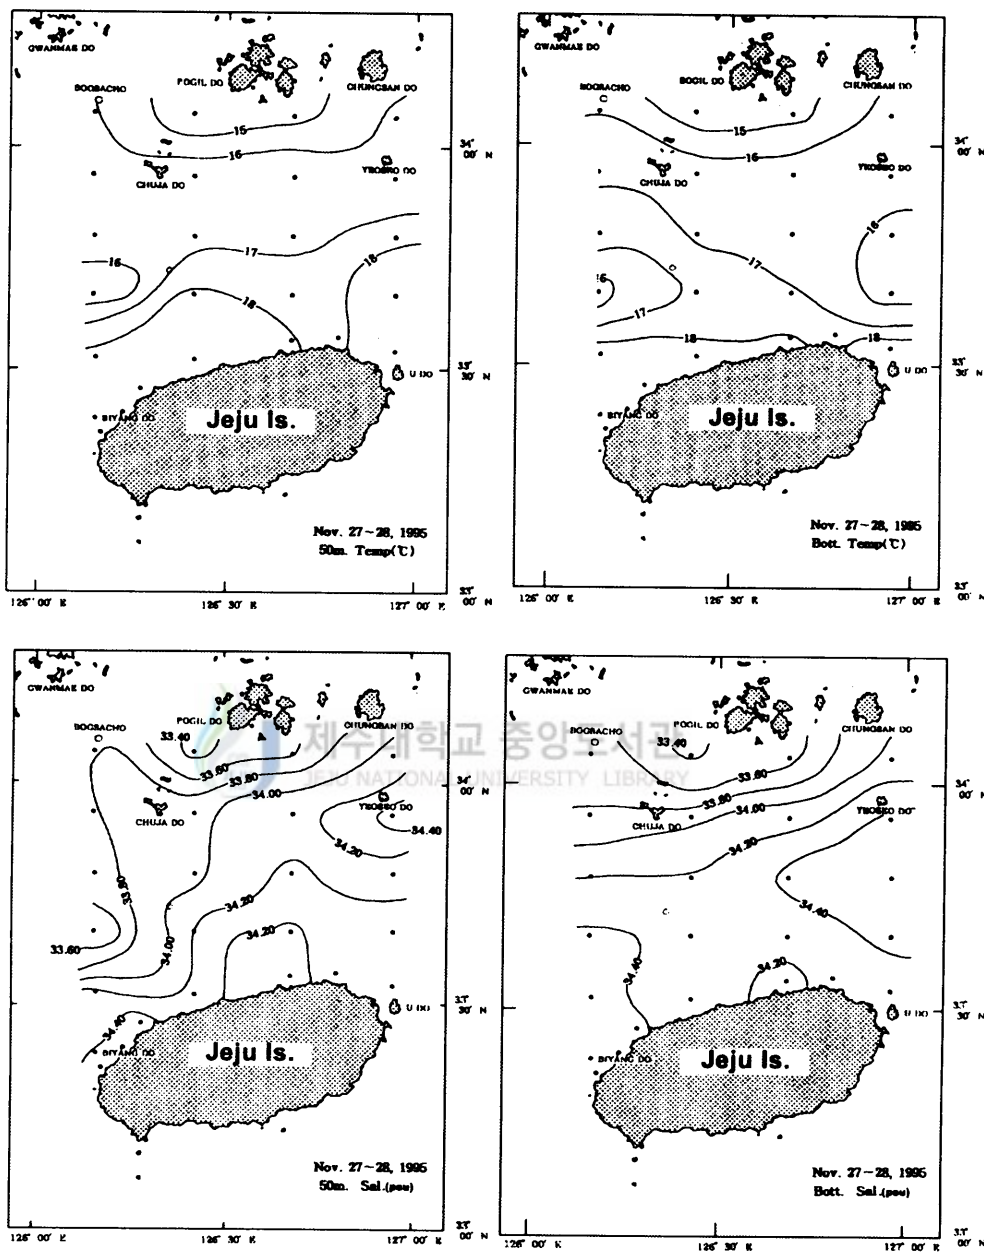 GWANMAE DO
POGIL DO
CHUNGSAN DO
BOGBACHO
15
16
CHUJA DO
YEOSEO DO
34° 00' N
17
16
18
18
33° 30'
U DO
BIYANG DO
Jeju Is.
Nov. 27~28, 1995
50m. Temp(℃)
126° 00' E
126° 30'
127° 00' E
33° 00' N
GWANMAE DO
BOGIL DO
CHUNGSAN DO
BOGBACHO
15
16
CHUJA DO
YEOSEO DO
34° 00' N
18
17
16
17
18
18
33° 30'
U DO
BIYANG DO
Jeju Is.
Nov. 27~28, 1995
Bott. Temp(℃)
126° 00' E
126° 30'
127° 00' E
33° 00' N
GWANMAE DO
POGIL DO
CHUNGSAN DO
BOGBACHO
33.40
33.60
33.80
34.00
34° 00' N
CHUJA DO
YEOSEO DO
34.40
34.20
33.80
34.20
34.20
34.00
33.60
33° 30'
U DO
34.40
BIYANG DO
Jeju Is.
Nov. 27~28, 1995
50m. Sal.(psu)
126° 00' E
126° 30'
127° 00' E
33° 00' N
GWANMAE DO
POGIL DO
CHUNGSAN DO
BOGBACHO
33.40
33.60
33.80
34.00
34° 00' N
CHUJA DO
YEOSEO DO
34.20
34.40
34.40
34.20
33° 30'
U DO
BIYANG DO
Jeju Is.
Nov. 27~28, 1995
Bott. Sal.(psu)
126° 00' E
126° 30'
127° 00' E
33° 00' N
제주대학교 중앙도서관
JEJU NATIONAL UNIVERSITY LIBRARY